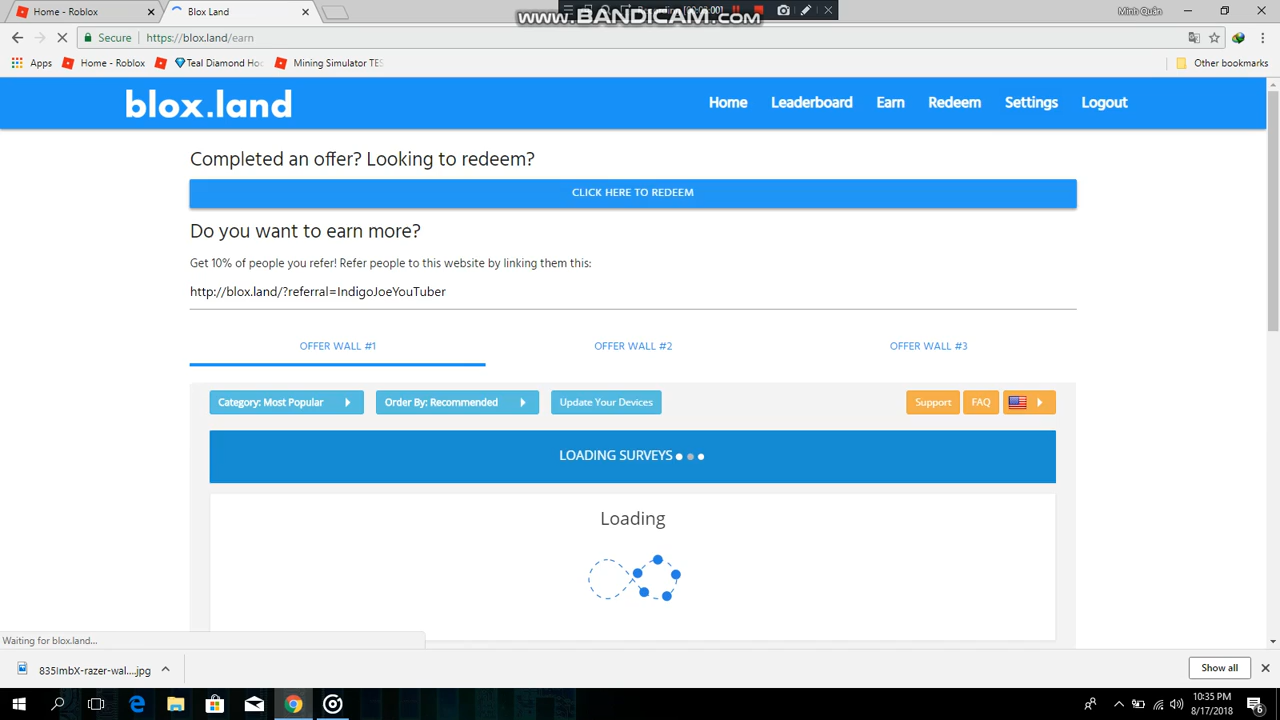 Home - Roblox
Blox Land
www.BANDICAM.com
Minh Quân
Secure
https://blox.land/earn
Apps
Home - Roblox
Teal Diamond Ho
Mining Simulator TES
Other bookmarks
blox.land
Home
Leaderboard
Earn
Redeem
Settings
Logout
Completed an offer? Looking to redeem?
CLICK HERE TO REDEEM
Do you want to earn more?
Get 10% of people you refer! Refer people to this website by linking them this:
http://blox.land/?referral=IndigoJoeYouTuber
OFFER WALL #1
OFFER WALL #2
OFFER WALL #3
Category: Most Popular
Order By: Recommended
Update Your Devices
Support
FAQ
LOADING SURVEYS
Loading
Waiting for blox.land...
835ImbX-razer-wal....jpg
Show all
10:35 PM
8/17/2018
6